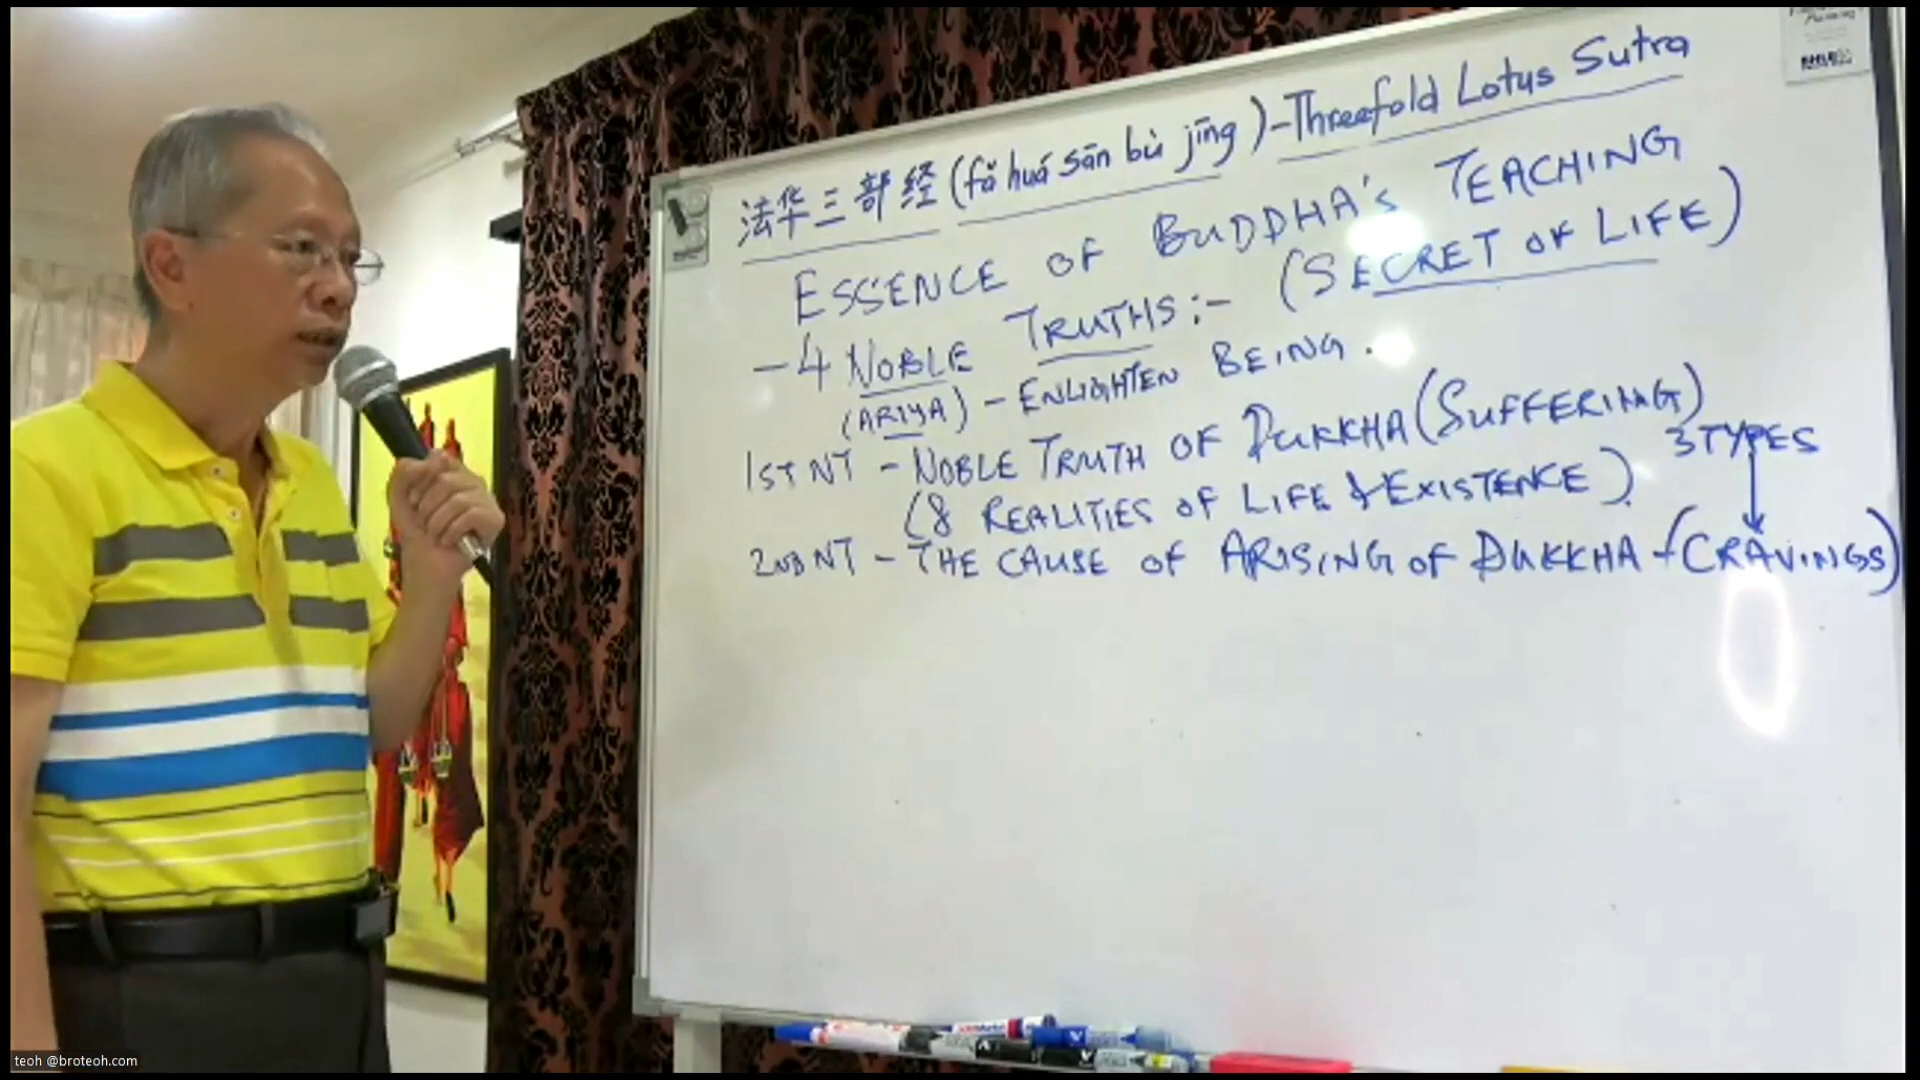 法华三部经 (fǎ huá sān bù jīng) - Threefold Lotus Sutra
ESSENCE OF BUDDHA'S TEACHING
- 4 NOBLE TRUTHS :- (SECRET OF LIFE)
(ARIYA) - ENLIGHTEN BEING.
1ST NT - NOBLE TRUTH OF DUKKHA (SUFFERING)
3 TYPES
(8 REALITIES OF LIFE & EXISTENCE).
2ND NT - THE CAUSE OF ARISING OF DUKKHA - (CRAVINGS)
teoh @broteoh.com